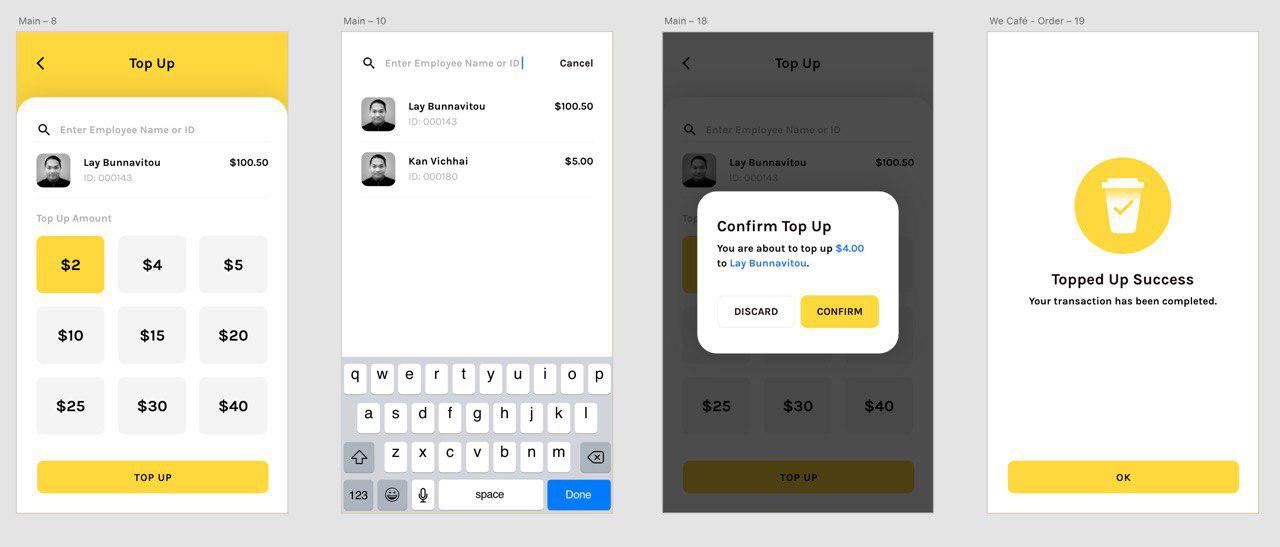 Main – 8
Top Up
Enter Employee Name or ID
Lay Bunnavitou
$100.50
ID: 000143
Top Up Amount
$2
$4
$5
$10
$15
$20
$25
$30
$40
TOP UP
Main – 10
Enter Employee Name or ID
Cancel
Lay Bunnavitou
$100.50
ID: 000143
Kan Vichhai
$5.00
ID: 000180
q w e r t y u i o p
a s d f g h j k l
z x c v b n m
123
space
Done
Main – 18
Top Up
Enter Employee Name or ID
Lay Bunnavitou
$100.50
ID: 000143
Confirm Top Up
You are about to top up $4.00
to Lay Bunnavitou.
DISCARD
CONFIRM
$25
$30
$40
TOP UP
We Café - Order – 19
Topped Up Success
Your transaction has been completed.
OK